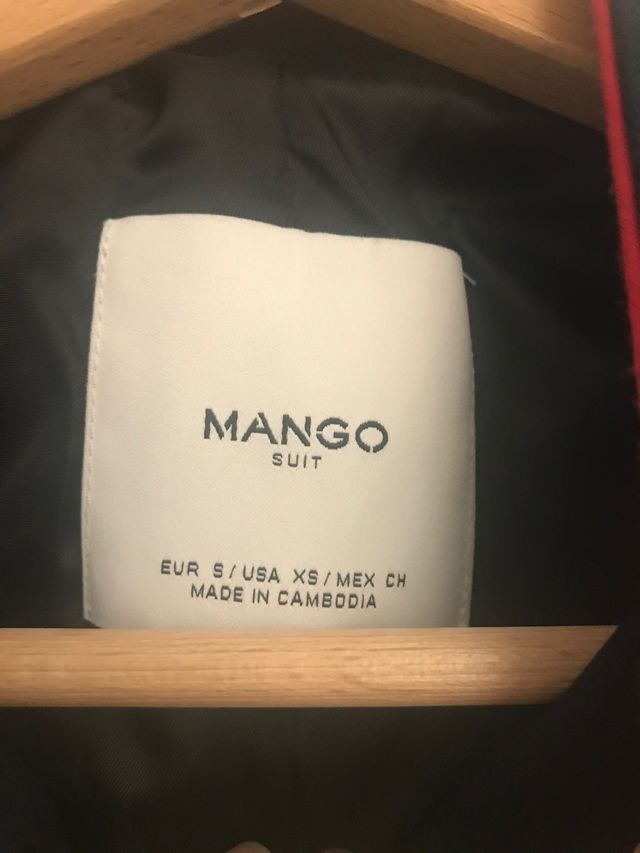 MANGO
SUIT
EUR S/USA XS/MEX CH
MADE IN CAMBODIA